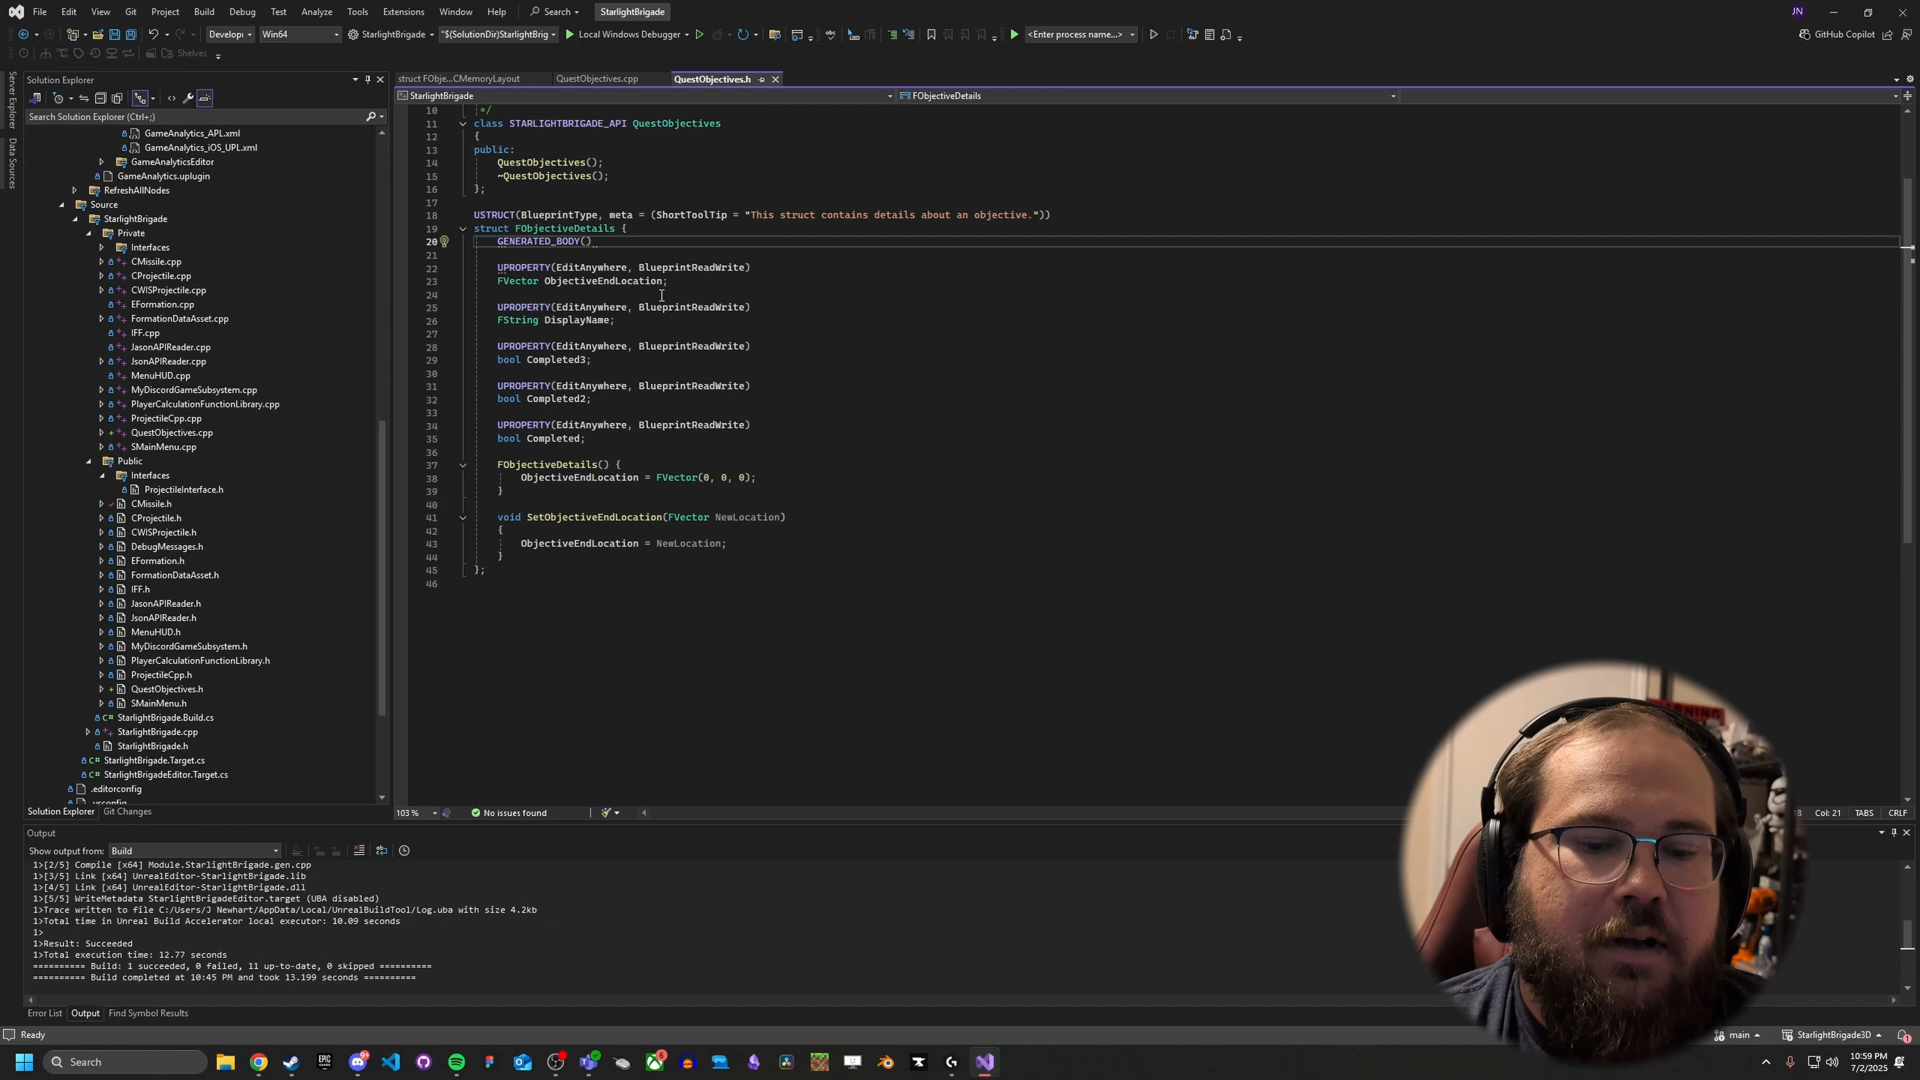 File Edit View Git Project Build Debug Test Analyze Tools Extensions Window Help Search StarlightBrigade JN
Develop Win64 StarlightBrigade "$(SolutionDir)StarlightBrig Local Windows Debugger <Enter process name...> GitHub Copilot
Shelves
Server Explorer
Data Sources
Solution Explorer
Search Solution Explorer (Ctrl+;)
GameAnalytics_APL.xml
GameAnalytics_iOS_UPL.xml
GameAnalyticsEditor
GameAnalytics.uplugin
RefreshAllNodes
Source
StarlightBrigade
Private
Interfaces
CMissile.cpp
CProjectile.cpp
CWISProjectile.cpp
EFormation.cpp
FormationDataAsset.cpp
IFF.cpp
JasonAPIReader.cpp
JsonAPIReader.cpp
MenuHUD.cpp
MyDiscordGameSubsystem.cpp
PlayerCalculationFunctionLibrary.cpp
ProjectileCpp.cpp
QuestObjectives.cpp
SMainMenu.cpp
Public
Interfaces
ProjectileInterface.h
CMissile.h
CProjectile.h
CWISProjectile.h
DebugMessages.h
EFormation.h
FormationDataAsset.h
IFF.h
JasonAPIReader.h
JsonAPIReader.h
MenuHUD.h
MyDiscordGameSubsystem.h
PlayerCalculationFunctionLibrary.h
ProjectileCpp.h
QuestObjectives.h
SMainMenu.h
StarlightBrigade.Build.cs
StarlightBrigade.cpp
StarlightBrigade.h
StarlightBrigade.Target.cs
StarlightBrigadeEditor.Target.cs
.editorconfig
.vsconfig
Solution Explorer Git Changes
struct FObje...CMemoryLayout QuestObjectives.cpp QuestObjectives.h
StarlightBrigade FObjectiveDetails
10 */
11 class STARLIGHTBRIGADE_API QuestObjectives
12 {
13 public:
14 QuestObjectives();
15 ~QuestObjectives();
16 };
17
18 USTRUCT(BlueprintType, meta = (ShortToolTip = "This struct contains details about an objective."))
19 struct FObjectiveDetails {
20 GENERATED_BODY()
21
22 UPROPERTY(EditAnywhere, BlueprintReadWrite)
23 FVector ObjectiveEndLocation;
24
25 UPROPERTY(EditAnywhere, BlueprintReadWrite)
26 FString DisplayName;
27
28 UPROPERTY(EditAnywhere, BlueprintReadWrite)
29 bool Completed3;
30
31 UPROPERTY(EditAnywhere, BlueprintReadWrite)
32 bool Completed2;
33
34 UPROPERTY(EditAnywhere, BlueprintReadWrite)
35 bool Completed;
36
37 FObjectiveDetails() {
38 ObjectiveEndLocation = FVector(0, 0, 0);
39 }
40
41 void SetObjectiveEndLocation(FVector NewLocation)
42 {
43 ObjectiveEndLocation = NewLocation;
44 }
45 };
46
103 % No issues found 18 Col: 21 TABS CRLF
Output
Show output from: Build
1>[2/5] Compile [x64] Module.StarlightBrigade.gen.cpp
1>[3/5] Link [x64] UnrealEditor-StarlightBrigade.lib
1>[4/5] Link [x64] UnrealEditor-StarlightBrigade.dll
1>[5/5] WriteMetadata StarlightBrigadeEditor.target (UBA disabled)
1>Trace written to file C:/Users/J Newhart/AppData/Local/UnrealBuildTool/Log.uba with size 4.2kb
1>Total time in Unreal Build Accelerator local executor: 10.09 seconds
1>
1>Result: Succeeded
1>Total execution time: 12.77 seconds
========== Build: 1 succeeded, 0 failed, 11 up-to-date, 0 skipped ==========
========== Build completed at 10:45 PM and took 13.199 seconds ==========
Error List Output Find Symbol Results
Ready main StarlightBrigade3D 1
Search 10:59 PM
7/2/2025